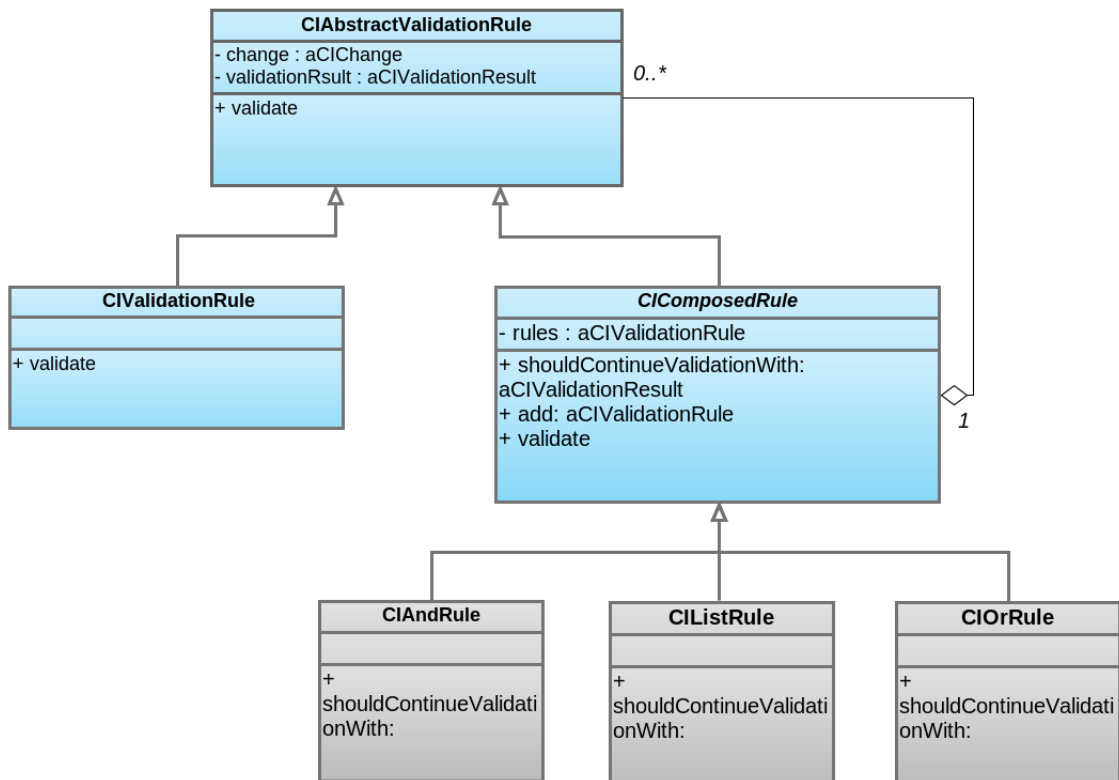 CIAbstractValidationRule
- change : aCIChange
- validationRsult : aCIValidationResult
+ validate
0..*
CIValidationRule
+ validate
CIComposedRule
- rules : aCIValidationRule
+ shouldContinueValidationWith:
aCIValidationResult
+ add: aCIValidationRule
+ validate
1
CIAndRule
+
shouldContinueValidati
onWith:
CIListRule
+
shouldContinueValidati
onWith:
CIOrRule
+
shouldContinueValidati
onWith: